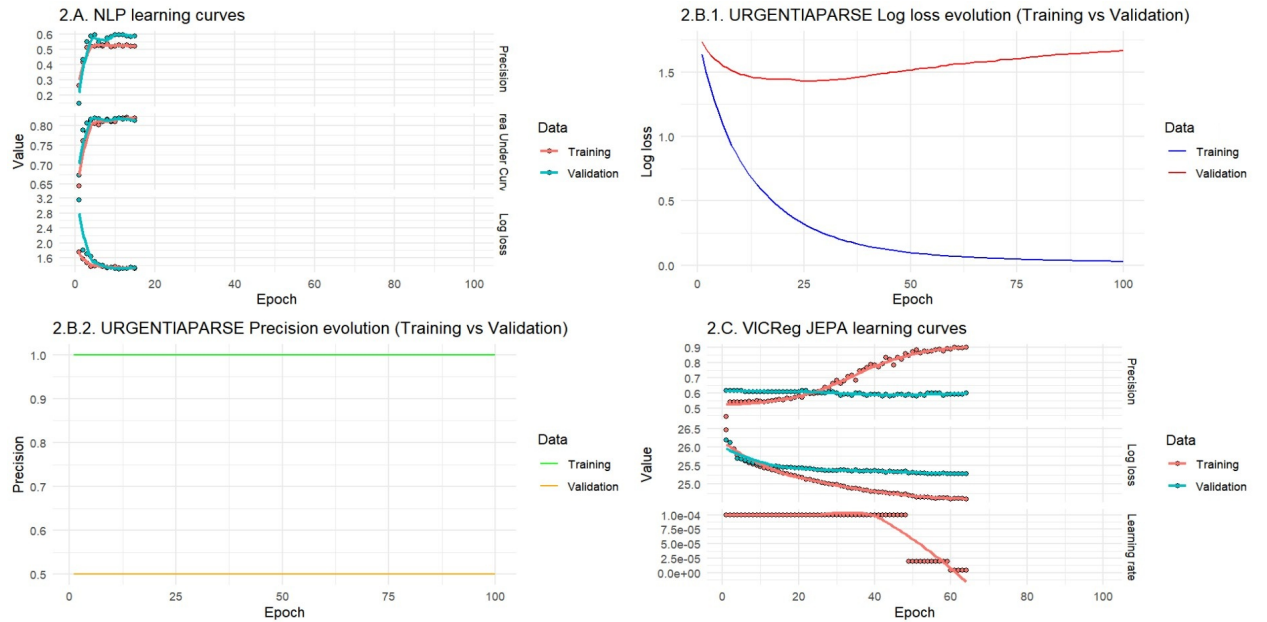 2.A. NLP learning curves
0.6
0.5
0.4
0.3
0.2
Precision
0.80
0.75
0.70
0.65
rea Under Curv
3.2
2.8
2.4
2.0
1.6
Log loss
Value
0 20 40 60 80 100
Epoch
Data
Training
Validation
2.B.1. URGENTIAPARSE Log loss evolution (Training vs Validation)
1.5
1.0
0.5
0.0
Log loss
0 25 50 75 100
Epoch
Data
Training
Validation
2.B.2. URGENTIAPARSE Precision evolution (Training vs Validation)
1.0
0.9
0.8
0.7
0.6
0.5
Precision
0 25 50 75 100
Epoch
Data
Training
Validation
2.C. VICReg JEPA learning curves
0.9
0.8
0.7
0.6
0.5
Precision
26.5
26.0
25.5
25.0
Log loss
1.0e-04
7.5e-05
5.0e-05
2.5e-05
0.0e+00
Learning rate
Value
0 20 40 60 80 100
Epoch
Data
Training
Validation